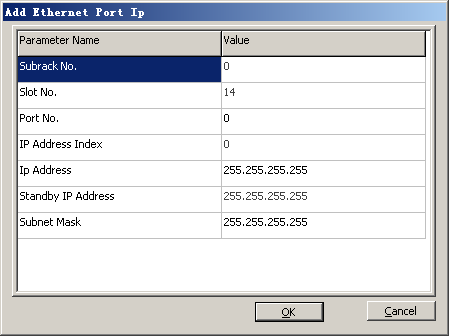 Add Ethernet Port Ip
Parameter Name Value
Subrack No. 0
Slot No. 14
Port No. 0
IP Address Index 0
Ip Address 255.255.255.255
Standby IP Address 255.255.255.255
Subnet Mask 255.255.255.255
OK Cancel